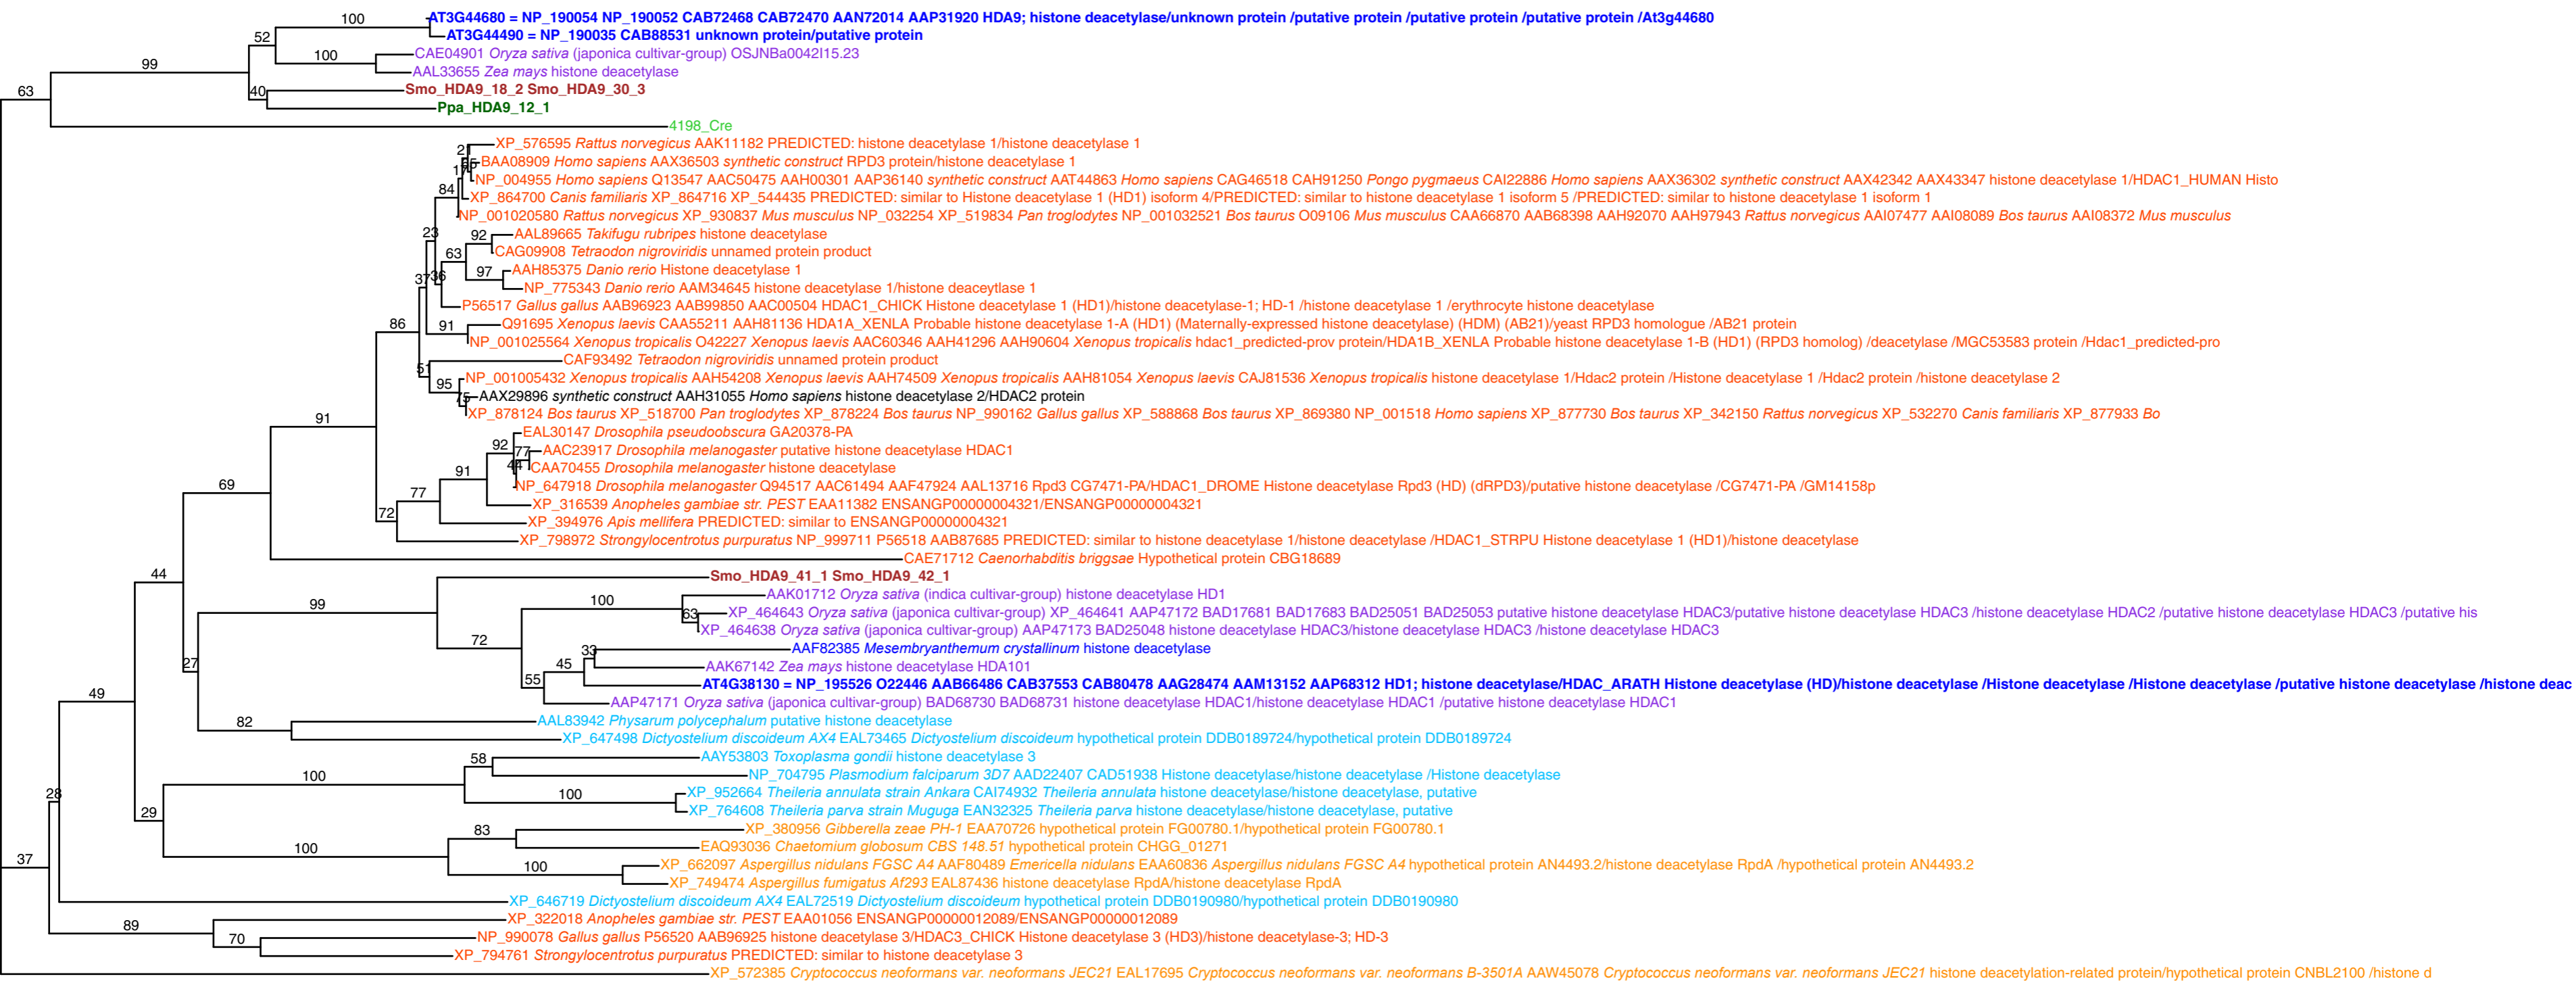 100
AT3G44680 = NP_190054 NP_190052 CAB72468 CAB72470 AAN72014 AAP31920 HDA9; histone deacetylase/unknown protein /putative protein /putative protein /putative protein /At3g44680
AT3G44490 = NP_190035 CAB88531 unknown protein/putative protein
52
100
CAE04901 Oryza sativa (japonica cultivar-group) OSJNBa0042I15.23
99
AAL33655 Zea mays histone deacetylase
63
40
Smo_HDA9_18_2 Smo_HDA9_30_3
Ppa_HDA9_12_1
4198_Cre
XP_576595 Rattus norvegicus AAK11182 PREDICTED: histone deacetylase 1/histone deacetylase 1
21
BAA08909 Homo sapiens AAX36503 synthetic construct RPD3 protein/histone deacetylase 1
NP_004955 Homo sapiens Q13547 AAC50475 AAH00301 AAP36140 synthetic construct AAT44863 Homo sapiens CAG46518 CAH91250 Pongo pygmaeus CAI22886 Homo sapiens AAX36302 synthetic construct AAX42342 AAX43347 histone deacetylase 1/HDAC1_HUMAN Histo
84
XP_864700 Canis familiaris XP_864716 XP_544435 PREDICTED: similar to Histone deacetylase 1 (HD1) isoform 4/PREDICTED: similar to histone deacetylase 1 isoform 5 /PREDICTED: similar to histone deacetylase 1 isoform 1
NP_001020580 Rattus norvegicus XP_930837 Mus musculus NP_032254 XP_519834 Pan troglodytes NP_001032521 Bos taurus O09106 Mus musculus CAA66870 AAB68398 AAH92070 AAH97943 Rattus norvegicus AAI07477 AAI08089 Bos taurus AAI08372 Mus musculus
23
92
AAL89665 Takifugu rubripes histone deacetylase
63
CAG09908 Tetraodon nigroviridis unnamed protein product
37
36
97
AAH85375 Danio rerio Histone deacetylase 1
NP_775343 Danio rerio AAM34645 histone deacetylase 1/histone deaceytlase 1
P56517 Gallus gallus AAB96923 AAB99850 AAC00504 HDAC1_CHICK Histone deacetylase 1 (HD1)/histone deacetylase-1; HD-1 /histone deacetylase 1 /erythrocyte histone deacetylase
86
91
Q91695 Xenopus laevis CAA55211 AAH81136 HDA1A_XENLA Probable histone deacetylase 1-A (HD1) (Maternally-expressed histone deacetylase) (HDM) (AB21)/yeast RPD3 homologue /AB21 protein
NP_001025564 Xenopus tropicalis O42227 Xenopus laevis AAC60346 AAH41296 AAH90604 Xenopus tropicalis hdac1_predicted-prov protein/HDA1B_XENLA Probable histone deacetylase 1-B (HD1) (RPD3 homolog) /deacetylase /MGC53583 protein /Hdac1_predicted-pro
CAF93492 Tetraodon nigroviridis unnamed protein product
51
95
NP_001005432 Xenopus tropicalis AAH54208 Xenopus laevis AAH74509 Xenopus tropicalis AAH81054 Xenopus laevis CAJ81536 Xenopus tropicalis histone deacetylase 1/Hdac2 protein /Histone deacetylase 1 /Hdac2 protein /histone deacetylase 2
75
AAX29896 synthetic construct AAH31055 Homo sapiens histone deacetylase 2/HDAC2 protein
91
XP_878124 Bos taurus XP_518700 Pan troglodytes XP_878224 Bos taurus NP_990162 Gallus gallus XP_588868 Bos taurus XP_869380 NP_001518 Homo sapiens XP_877730 Bos taurus XP_342150 Rattus norvegicus XP_532270 Canis familiaris XP_877933 Bo
EAL30147 Drosophila pseudoobscura GA20378-PA
92
77
AAC23917 Drosophila melanogaster putative histone deacetylase HDAC1
91
44
CAA70455 Drosophila melanogaster histone deacetylase
69
77
NP_647918 Drosophila melanogaster Q94517 AAC61494 AAF47924 AAL13716 Rpd3 CG7471-PA/HDAC1_DROME Histone deacetylase Rpd3 (HD) (dRPD3)/putative histone deacetylase /CG7471-PA /GM14158p
XP_316539 Anopheles gambiae str. PEST EAA11382 ENSANGP00000004321/ENSANGP00000004321
72
XP_394976 Apis mellifera PREDICTED: similar to ENSANGP00000004321
XP_798972 Strongylocentrotus purpuratus NP_999711 P56518 AAB87685 PREDICTED: similar to histone deacetylase 1/histone deacetylase /HDAC1_STRPU Histone deacetylase 1 (HD1)/histone deacetylase
CAE71712 Caenorhabditis briggsae Hypothetical protein CBG18689
44
Smo_HDA9_41_1 Smo_HDA9_42_1
99
100
AAK01712 Oryza sativa (indica cultivar-group) histone deacetylase HD1
63
XP_464643 Oryza sativa (japonica cultivar-group) XP_464641 AAP47172 BAD17681 BAD17683 BAD25051 BAD25053 putative histone deacetylase HDAC3/putative histone deacetylase HDAC3 /histone deacetylase HDAC2 /putative histone deacetylase HDAC3 /putative his
XP_464638 Oryza sativa (japonica cultivar-group) AAP47173 BAD25048 histone deacetylase HDAC3/histone deacetylase HDAC3 /histone deacetylase HDAC3
72
33
AAF82385 Mesembryanthemum crystallinum histone deacetylase
27
45
AAK67142 Zea mays histone deacetylase HDA101
55
AT4G38130 = NP_195526 O22446 AAB66486 CAB37553 CAB80478 AAG28474 AAM13152 AAP68312 HD1; histone deacetylase/HDAC_ARATH Histone deacetylase (HD)/histone deacetylase /Histone deacetylase /Histone deacetylase /putative histone deacetylase /histone deac
49
AAP47171 Oryza sativa (japonica cultivar-group) BAD68730 BAD68731 histone deacetylase HDAC1/histone deacetylase HDAC1 /putative histone deacetylase HDAC1
82
AAL83942 Physarum polycephalum putative histone deacetylase
XP_647498 Dictyostelium discoideum AX4 EAL73465 Dictyostelium discoideum hypothetical protein DDB0189724/hypothetical protein DDB0189724
58
AAY53803 Toxoplasma gondii histone deacetylase 3
100
NP_704795 Plasmodium falciparum 3D7 AAD22407 CAD51938 Histone deacetylase/histone deacetylase /Histone deacetylase
28
100
XP_952664 Theileria annulata strain Ankara CAI74932 Theileria annulata histone deacetylase/histone deacetylase, putative
29
XP_764608 Theileria parva strain Muguga EAN32325 Theileria parva histone deacetylase/histone deacetylase, putative
83
XP_380956 Gibberella zeae PH-1 EAA70726 hypothetical protein FG00780.1/hypothetical protein FG00780.1
100
EAQ93036 Chaetomium globosum CBS 148.51 hypothetical protein CHGG_01271
37
100
XP_662097 Aspergillus nidulans FGSC A4 AAF80489 Emericella nidulans EAA60836 Aspergillus nidulans FGSC A4 hypothetical protein AN4493.2/histone deacetylase RpdA /hypothetical protein AN4493.2
XP_749474 Aspergillus fumigatus Af293 EAL87436 histone deacetylase RpdA/histone deacetylase RpdA
XP_646719 Dictyostelium discoideum AX4 EAL72519 Dictyostelium discoideum hypothetical protein DDB0190980/hypothetical protein DDB0190980
89
XP_322018 Anopheles gambiae str. PEST EAA01056 ENSANGP00000012089/ENSANGP00000012089
70
NP_990078 Gallus gallus P56520 AAB96925 histone deacetylase 3/HDAC3_CHICK Histone deacetylase 3 (HD3)/histone deacetylase-3; HD-3
XP_794761 Strongylocentrotus purpuratus PREDICTED: similar to histone deacetylase 3
XP_572385 Cryptococcus neoformans var. neoformans JEC21 EAL17695 Cryptococcus neoformans var. neoformans B-3501A AAW45078 Cryptococcus neoformans var. neoformans JEC21 histone deacetylation-related protein/hypothetical protein CNBL2100 /histone d